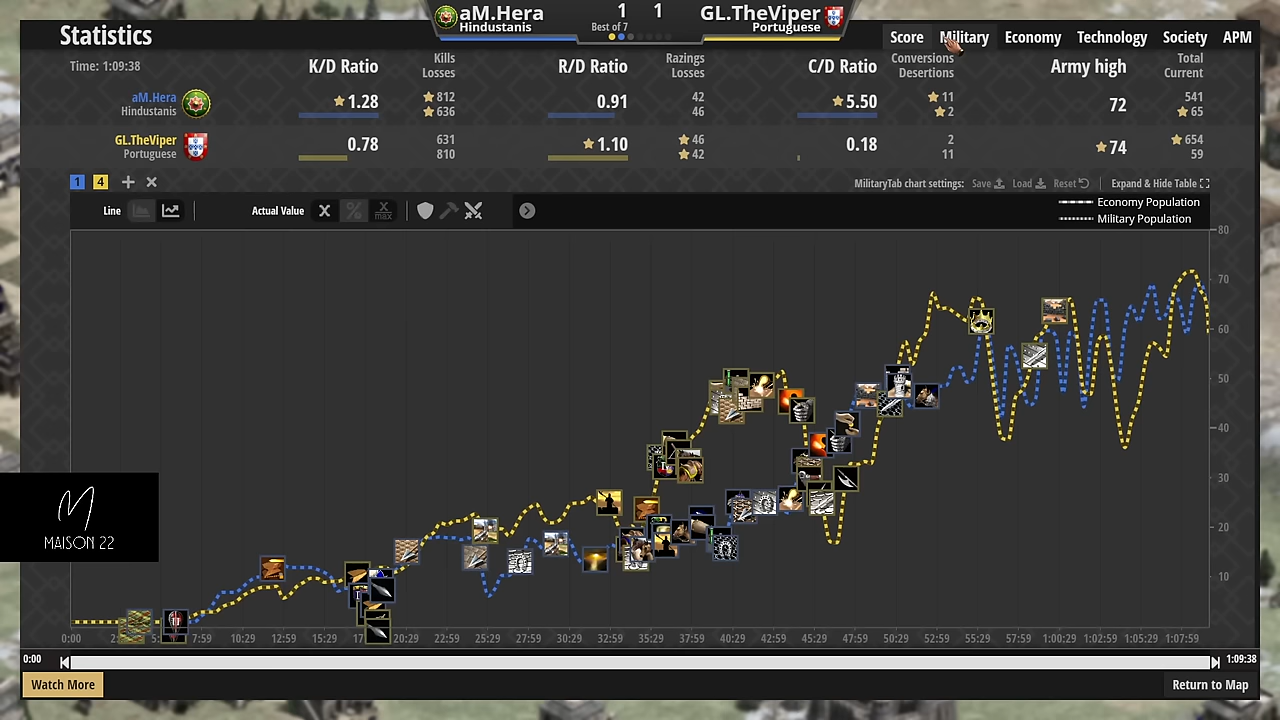 aM.Hera 1 1 GL.TheViper
Hindustanis Best of 7 Portuguese
Statistics
Score Military Economy Technology Society APM
Time: 1:09:38 K/D Ratio Kills Losses R/D Ratio Razings Losses C/D Ratio Conversions Desertions Army high Total Current
aM.Hera 1.28 812 0.91 42 5.50 11 72 541
Hindustanis 636 46 2 65
GL.TheViper 0.78 631 1.10 46 0.18 2 74 654
Portuguese 810 42 11 59
1 4 MilitaryTab chart settings: Save Load Reset Expand & Hide Table
Line Actual Value X % X max
Economy Population
Military Population
80
70
60
50
40
30
20
10
MAISON 22
0:00 7:59 10:29 12:59 15:29 20:29 22:59 25:29 27:59 30:29 32:59 35:29 37:59 40:29 42:59 45:29 47:59 50:29 52:59 55:29 57:59 1:00:29 1:02:59 1:05:29 1:07:59
0:00 1:09:38
Watch More Return to Map